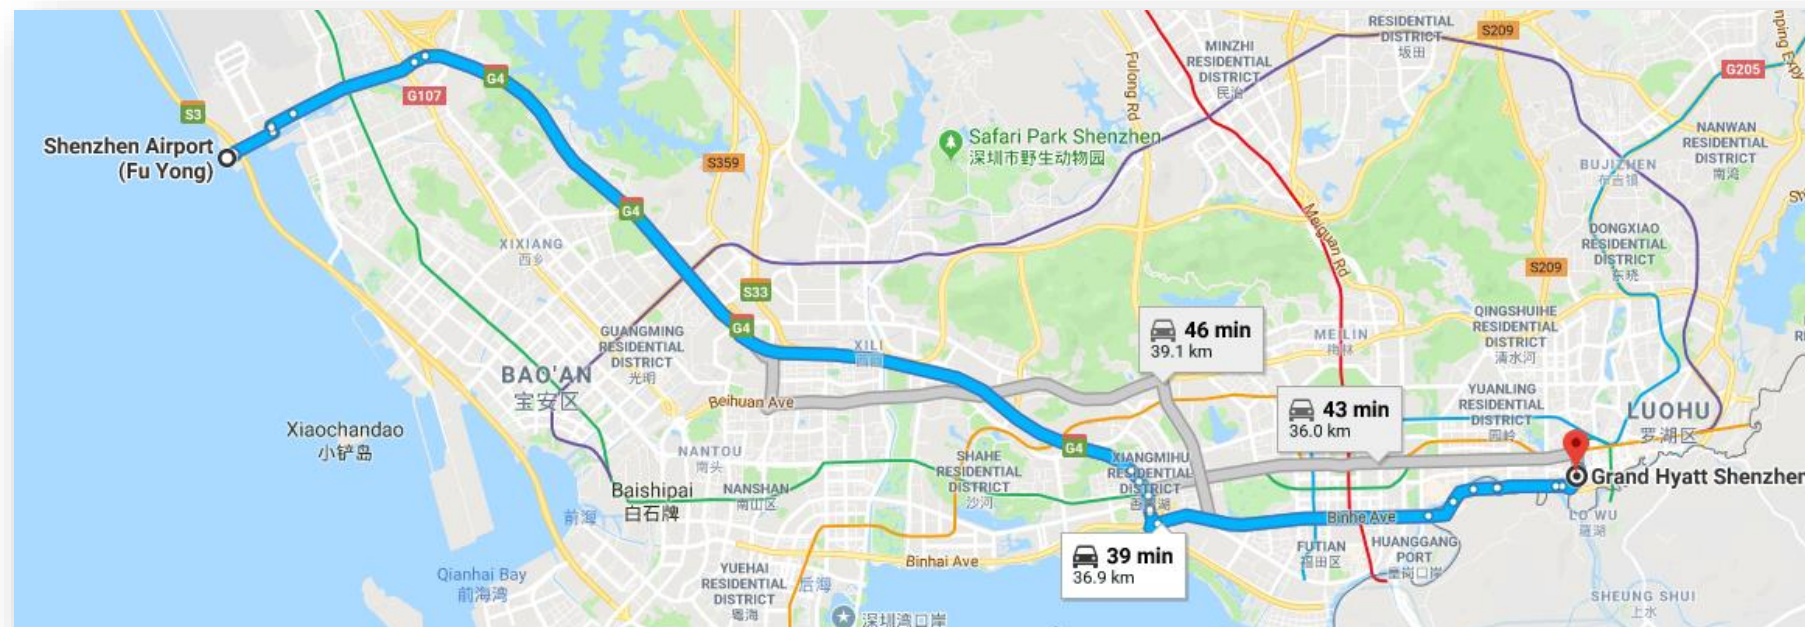 RESIDENTIAL
DISTRICT
坂田
S209
MINZHI
RESIDENTIAL
DISTRICT
民治
Fulong Rd
G4
G107
S3
G205
Shenzhen Airport
(Fu Yong)
Safari Park Shenzhen
深圳市野生动物园
S359
NANWAN
RESIDENTIAL
DISTRICT
南湾
BUJIZHEN
布吉镇
G4
XIXIANG
西乡
Meiguan Rd
DONGXIAO
RESIDENTIAL
DISTRICT
东晓
S209
S33
G4
GUANGMING
RESIDENTIAL
DISTRICT
光明
XILI
46 min
39.1 km
MEILIN
梅林
QINGSHUIHE
RESIDENTIAL
DISTRICT
清水河
BAO'AN
宝安区
Beihuan Ave
43 min
36.0 km
YUANLING
RESIDENTIAL
DISTRICT
园岭
LUOHU
罗湖区
Xiaochandao
小铲岛
NANTOU
南头
G4
SHAHE
RESIDENTIAL
DISTRICT
沙河
XIANGMIHU
RESIDENTIAL
DISTRICT
Grand Hyatt Shenzhen
Baishipai
白石牌
NANSHAN
南山区
前海
Binhe Ave
LO WU
羅湖
39 min
36.9 km
Binhai Ave
FUTIAN
福田区
HUANGGANG
PORT
皇岗口岸
Qianhai Bay
前海湾
YUEHAI
RESIDENTIAL
DISTRICT
粤海
后海
SHEUNG SHUI
上水
深圳湾口岸